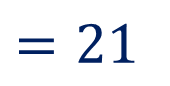 = 21